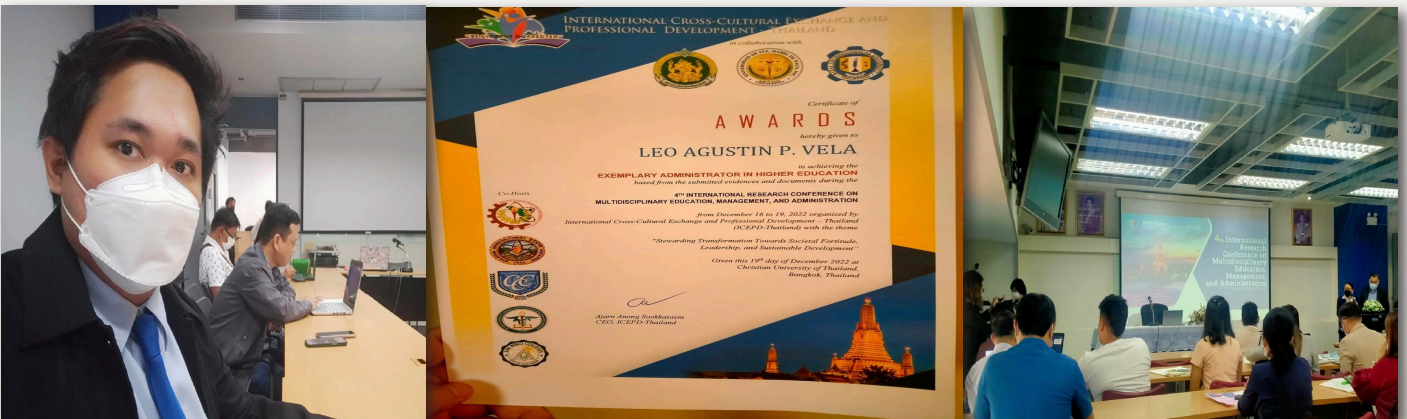 INTERNATIONAL CROSS-CULTURAL EXCHANGE AND
PROFESSIONAL DEVELOPMENT - THAILAND
in collaboration with
Certificate of
AWARDS
hereby given to
LEO AGUSTIN P. VELA
in achieving the
EXEMPLARY ADMINISTRATOR IN HIGHER EDUCATION
based from the submitted evidences and documents during the
4TH INTERNATIONAL RESEARCH CONFERENCE ON
MULTIDISCIPLINARY EDUCATION, MANAGEMENT, AND ADMINISTRATION
from December 16 to 19, 2022 organized by
International Cross-Cultural Exchange and Professional Development – Thailand
(ICEPD-Thailand) with the theme
"Stewarding Transformation Towards Societal Fortitude,
Leadership, and Sustainable Development"
Given this 19th day of December 2022 at
Christian University of Thailand,
Bangkok, Thailand
Co-Hosts
Ajarn Anong Sookkasem
CEO, ICEPD-Thailand
4th International
Research
Conference on
Multidisciplinary
Education,
Management,
and Administration